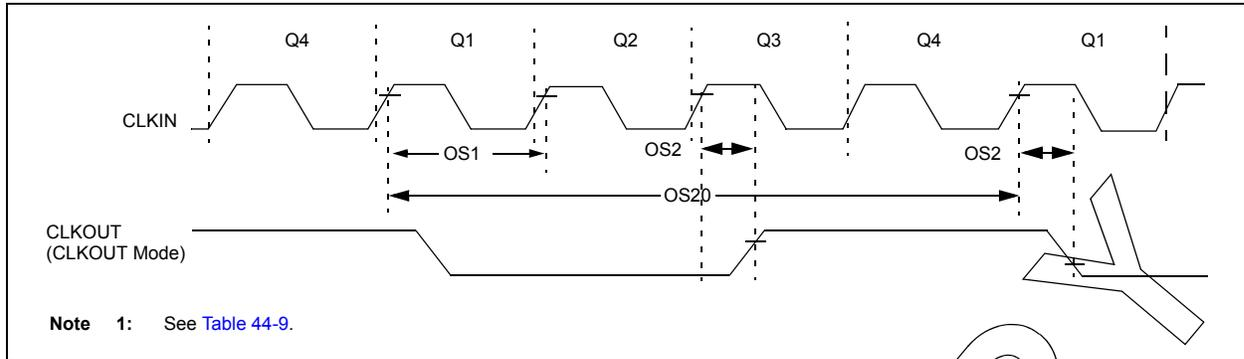 Q4 Q1 Q2 Q3 Q4 Q1
CLKIN
OS1 OS2 OS2
OS20
CLKOUT
(CLKOUT Mode)
Note 1: See Table 44-9.